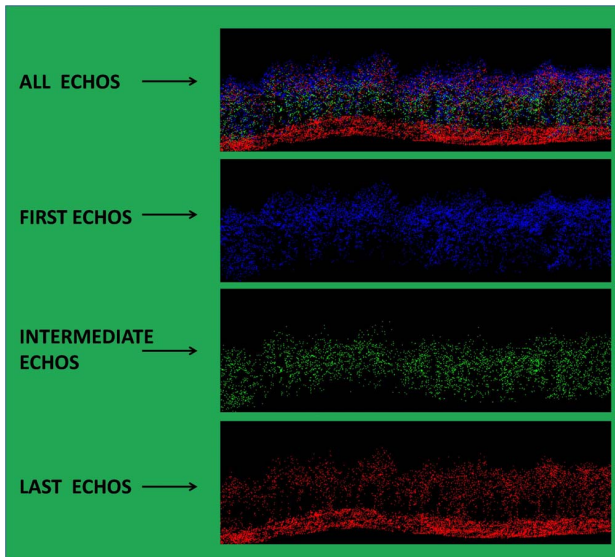 ALL ECHOS
FIRST ECHOS
INTERMEDIATE
ECHOS
LAST ECHOS